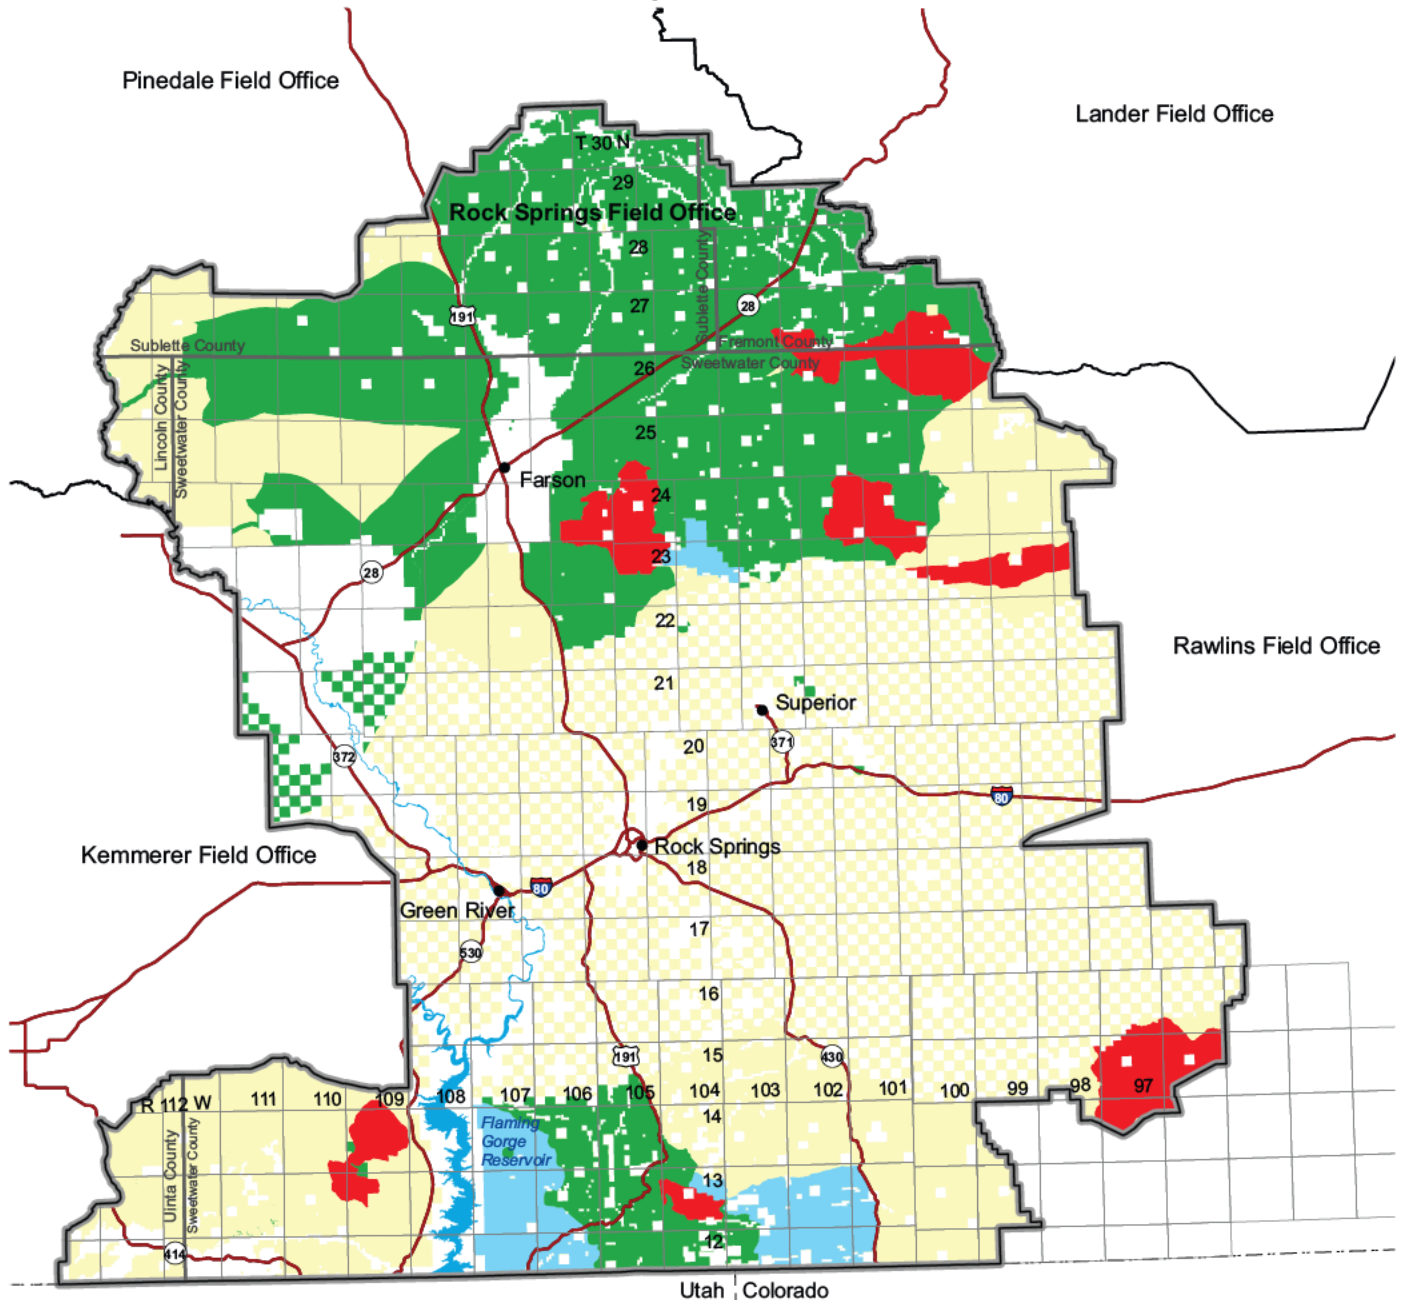 Pinedale Field Office
Lander Field Office
T 30 N
29
Rock Springs Field Office
28
Sublette County
27
28
191
Fremont County
Sublette County
26
Sweetwater County
Lincoln County
Sweetwater County
25
Farson
24
23
28
22
Rawlins Field Office
21
Superior
20
371
372
19
80
Rock Springs
Kemmerer Field Office
18
80
Green River
17
530
16
15
191
430
R 112 W
111
110
109
108
107
106
105
104
103
102
101
100
99
98
97
14
Flaming
Gorge
Reservoir
Uinta County
Sweetwater County
13
12
414
Utah
Colorado